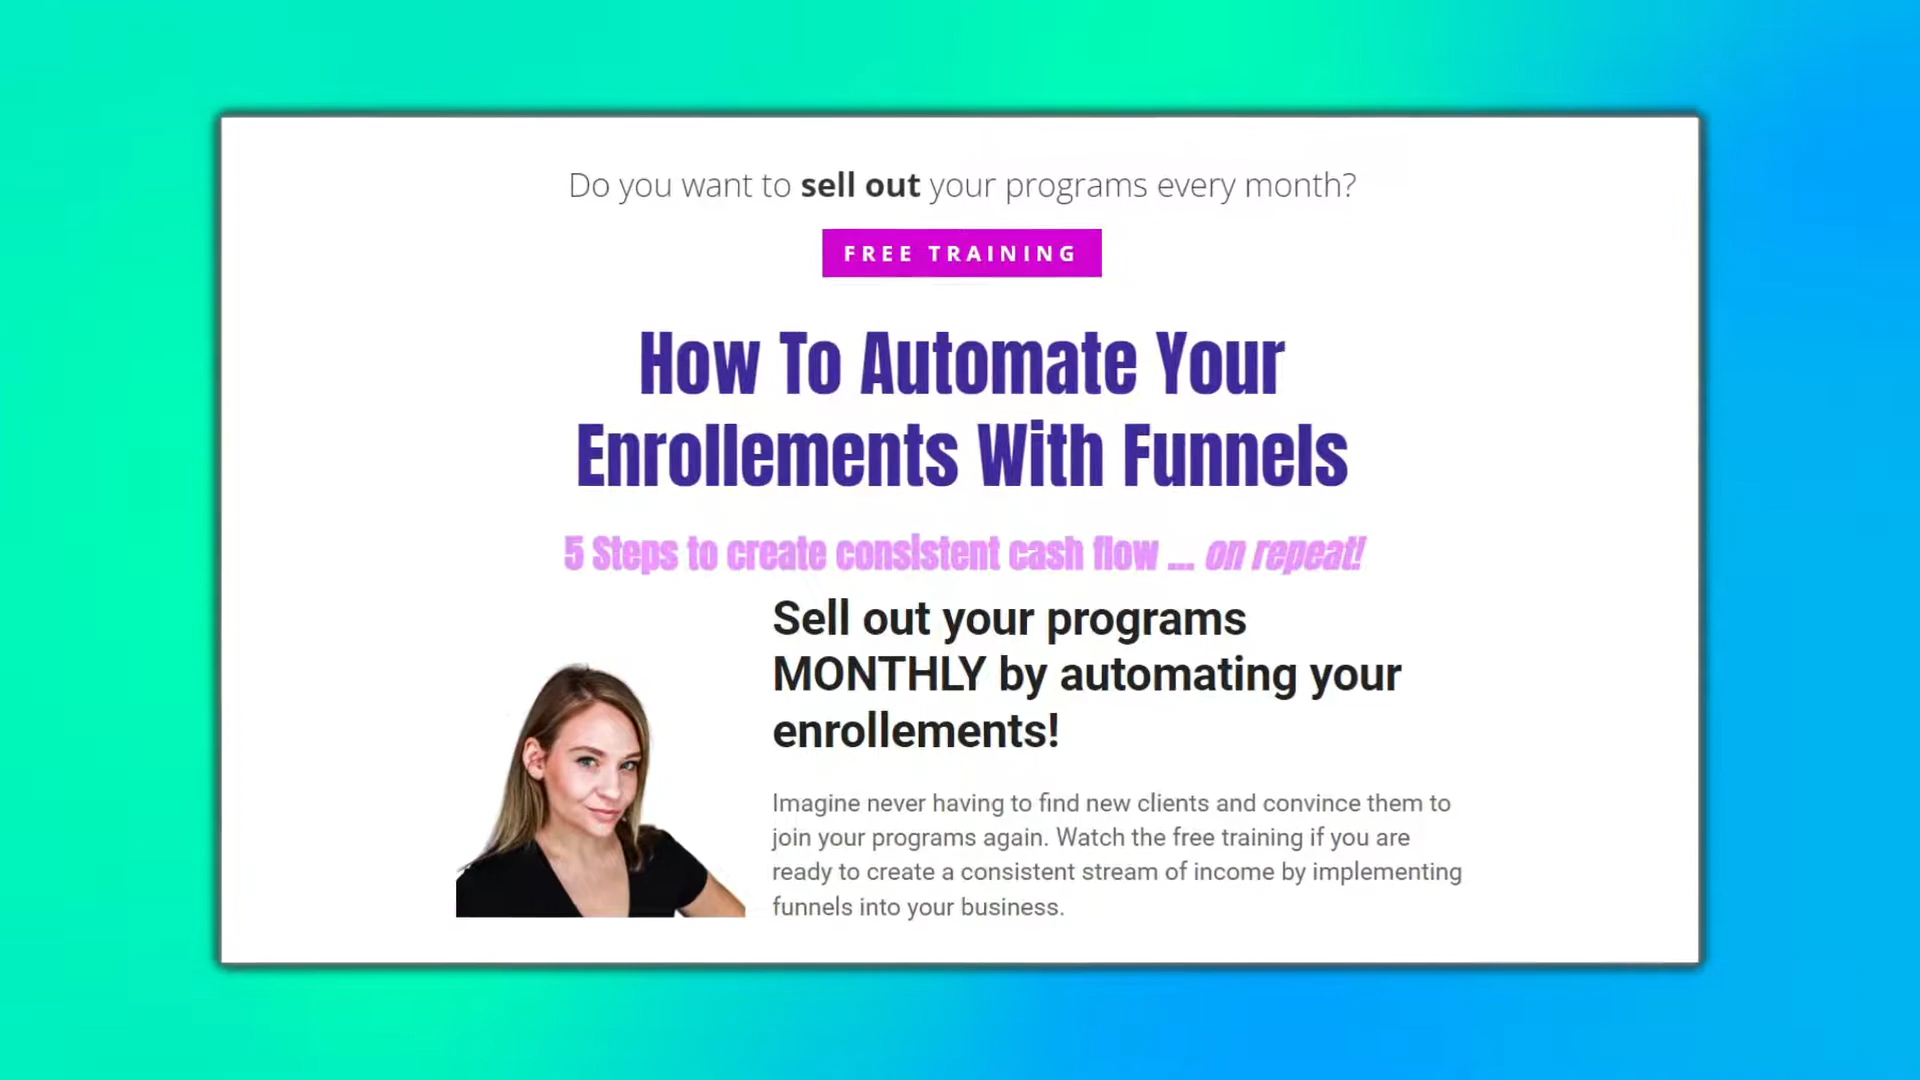 Do you want to sell out your programs every month?
FREE TRAINING
How To Automate Your
Enrollements With Funnels
5 Steps to create consistent cash flow ... on repeat!
Sell out your programs
MONTHLY by automating your
enrollements!
Imagine never having to find new clients and convince them to
join your programs again. Watch the free training if you are
ready to create a consistent stream of income by implementing
funnels into your business.